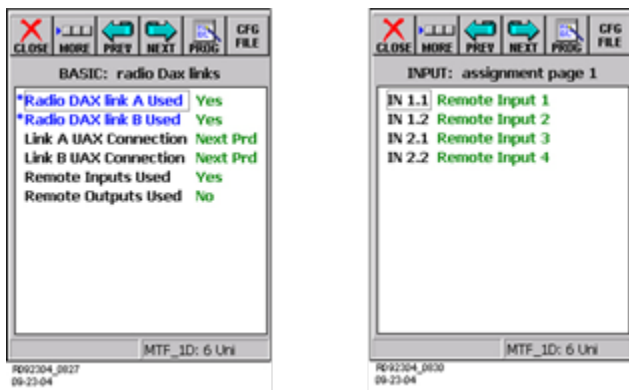 CLOSE MORE PREV NEXT PROG CFG FILE
BASIC: radio Dax links
*Radio DAX link A Used Yes
*Radio DAX link B Used Yes
Link A UAX Connection Next Prd
Link B UAX Connection Next Prd
Remote Inputs Used Yes
Remote Outputs Used No
MTF_1D: 6 Uni
RD92304_0827
09-23-04
CLOSE MORE PREV NEXT PROG CFG FILE
INPUT: assignment page 1
IN 1.1 Remote Input 1
IN 1.2 Remote Input 2
IN 2.1 Remote Input 3
IN 2.2 Remote Input 4
MTF_1D: 6 Uni
RD92304_0830
09-23-04